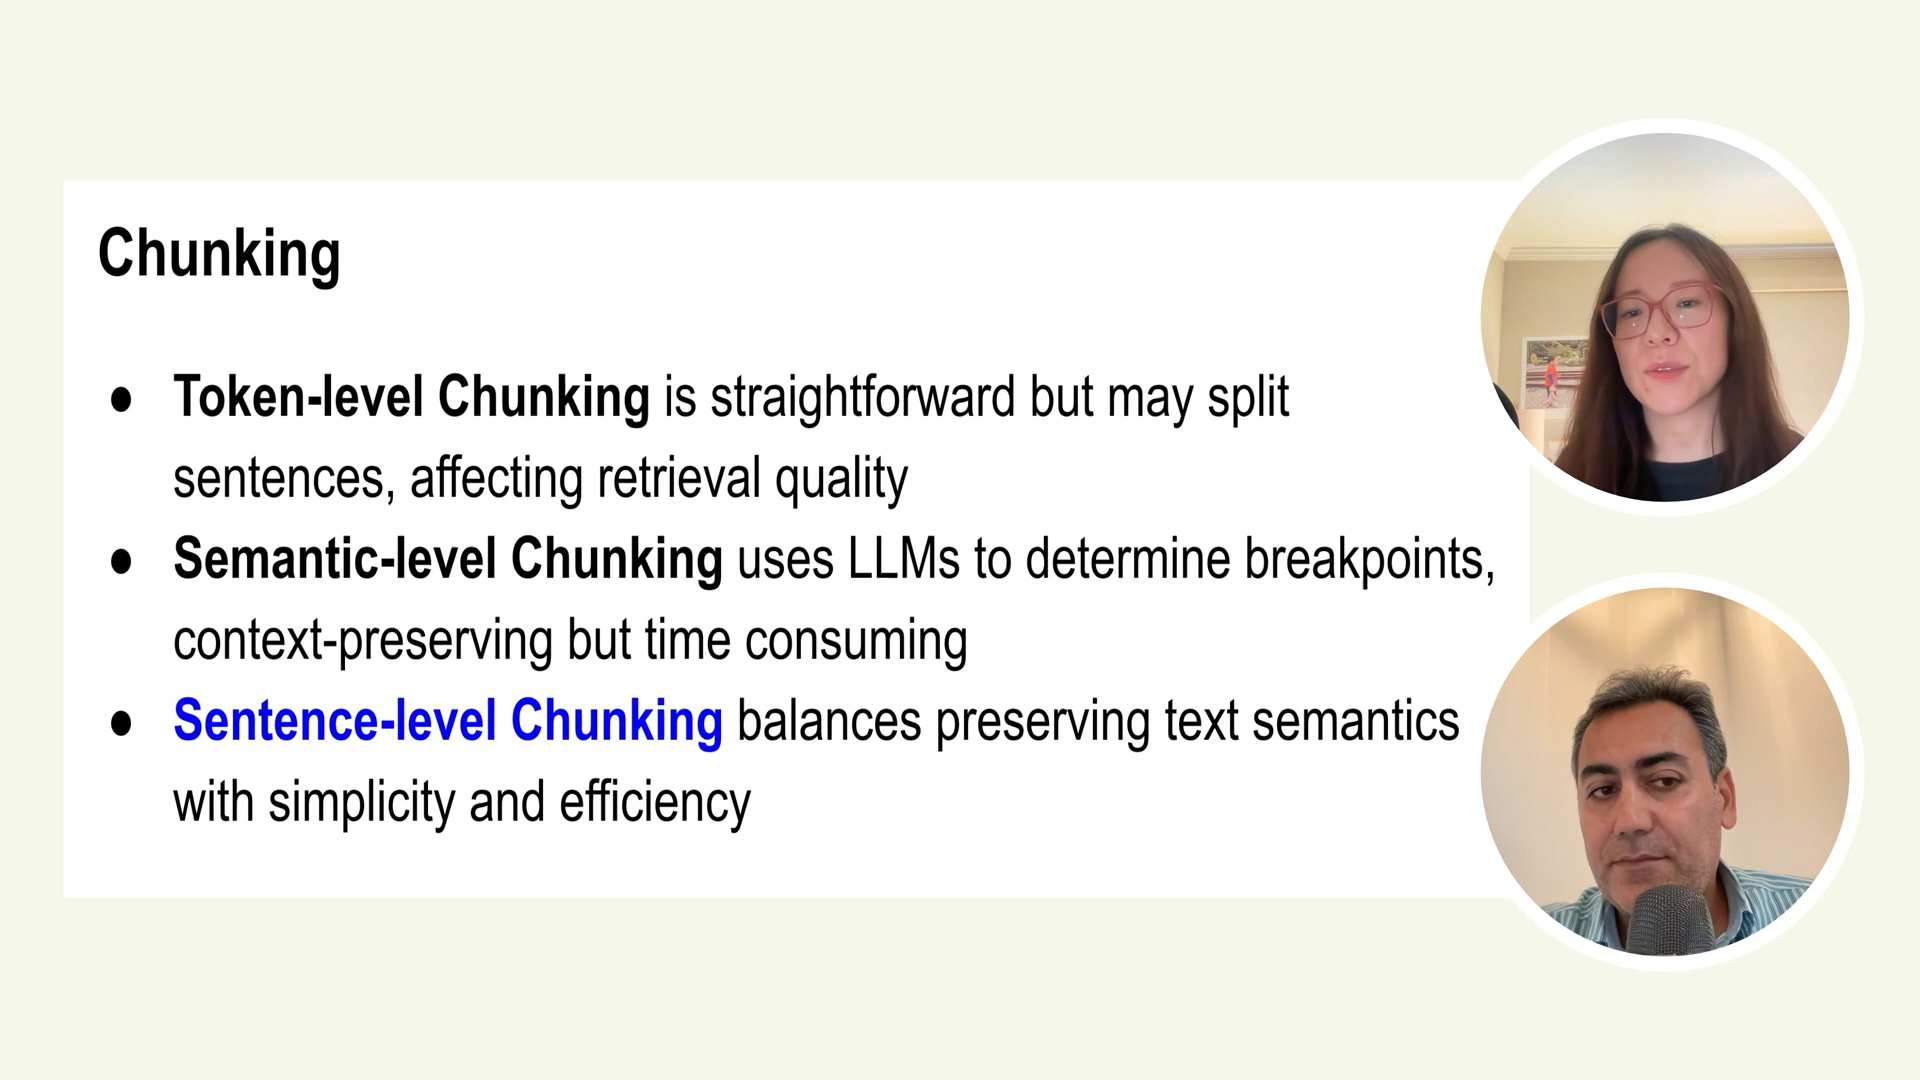 Chunking
● Token-level Chunking is straightforward but may split
sentences, affecting retrieval quality
● Semantic-level Chunking uses LLMs to determine breakpoints,
context-preserving but time consuming
● Sentence-level Chunking balances preserving text semantics
with simplicity and efficiency